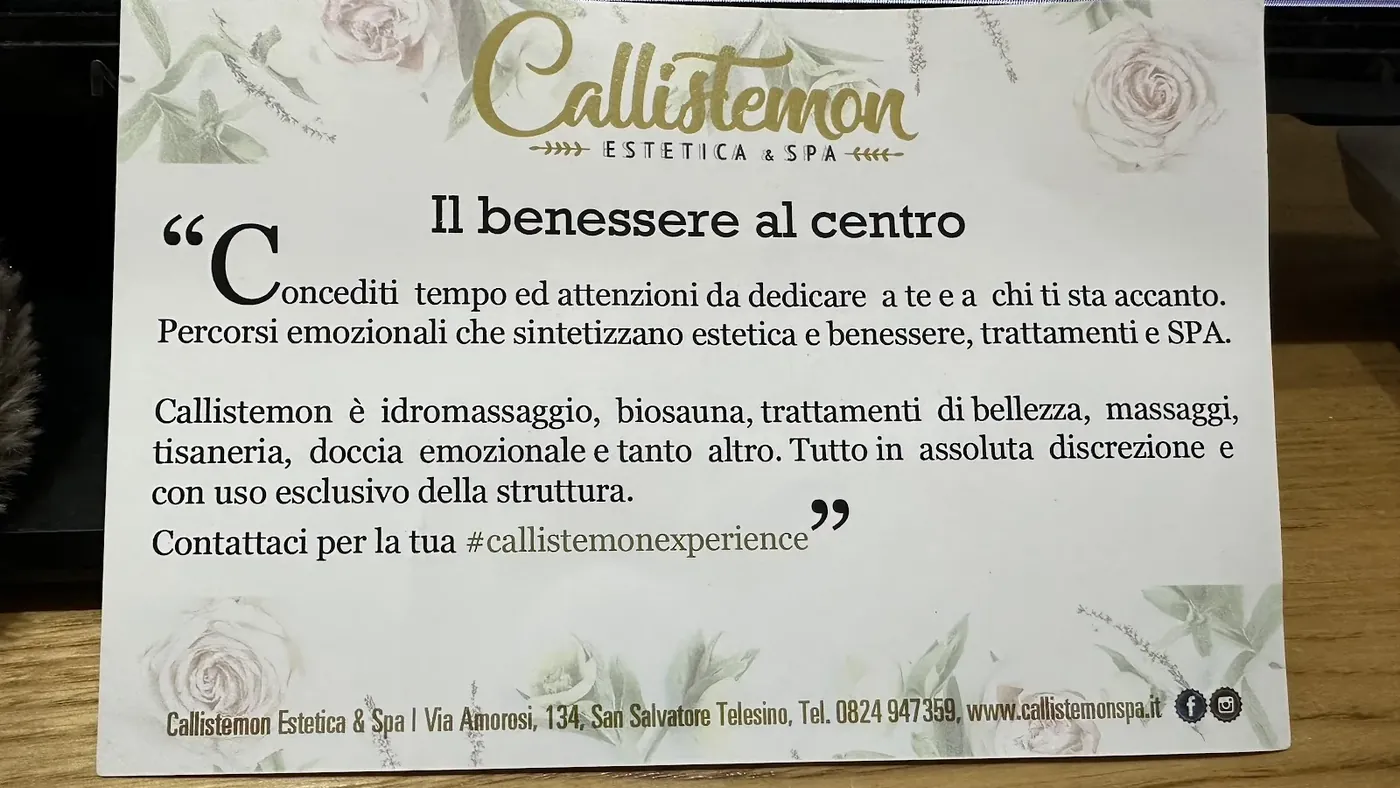 Callistemon
ESTETICA & SPA
Il benessere al centro
“Concediti tempo ed attenzioni da dedicare a te e a chi ti sta accanto.
Percorsi emozionali che sintetizzano estetica e benessere, trattamenti e SPA.
Callistemon è idromassaggio, biosauna, trattamenti di bellezza, massaggi,
tisaneria, doccia emozionale e tanto altro. Tutto in assoluta discrezione e
con uso esclusivo della struttura.
Contattaci per la tua #callistemonexperience”
Callistemon Estetica & Spa | Via Amorosi, 134, San Salvatore Telesino, Tel. 0824 947359, www.callistemonspa.it